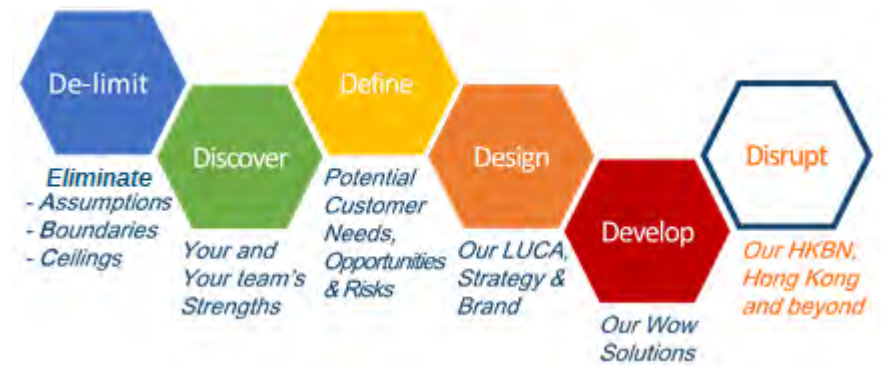 De-limit
Eliminate
- Assumptions
- Boundaries
- Ceilings
Discover
Your and
Your team's
Strengths
Define
Potential
Customer
Needs,
Opportunities
& Risks
Design
Our LUCA,
Strategy &
Brand
Develop
Our Wow
Solutions
Disrupt
Our HKBN,
Hong Kong
and beyond